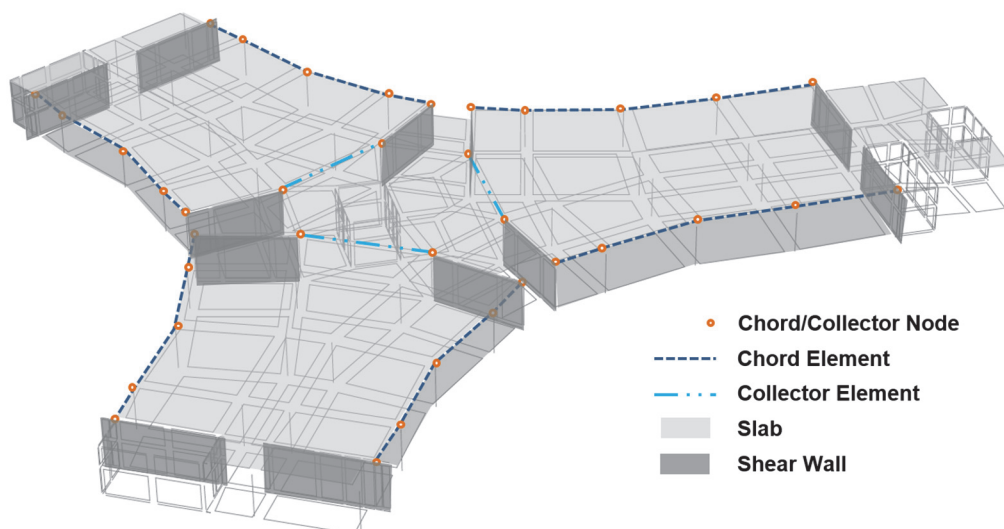 Chord/Collector Node
Chord Element
Collector Element
Slab
Shear Wall